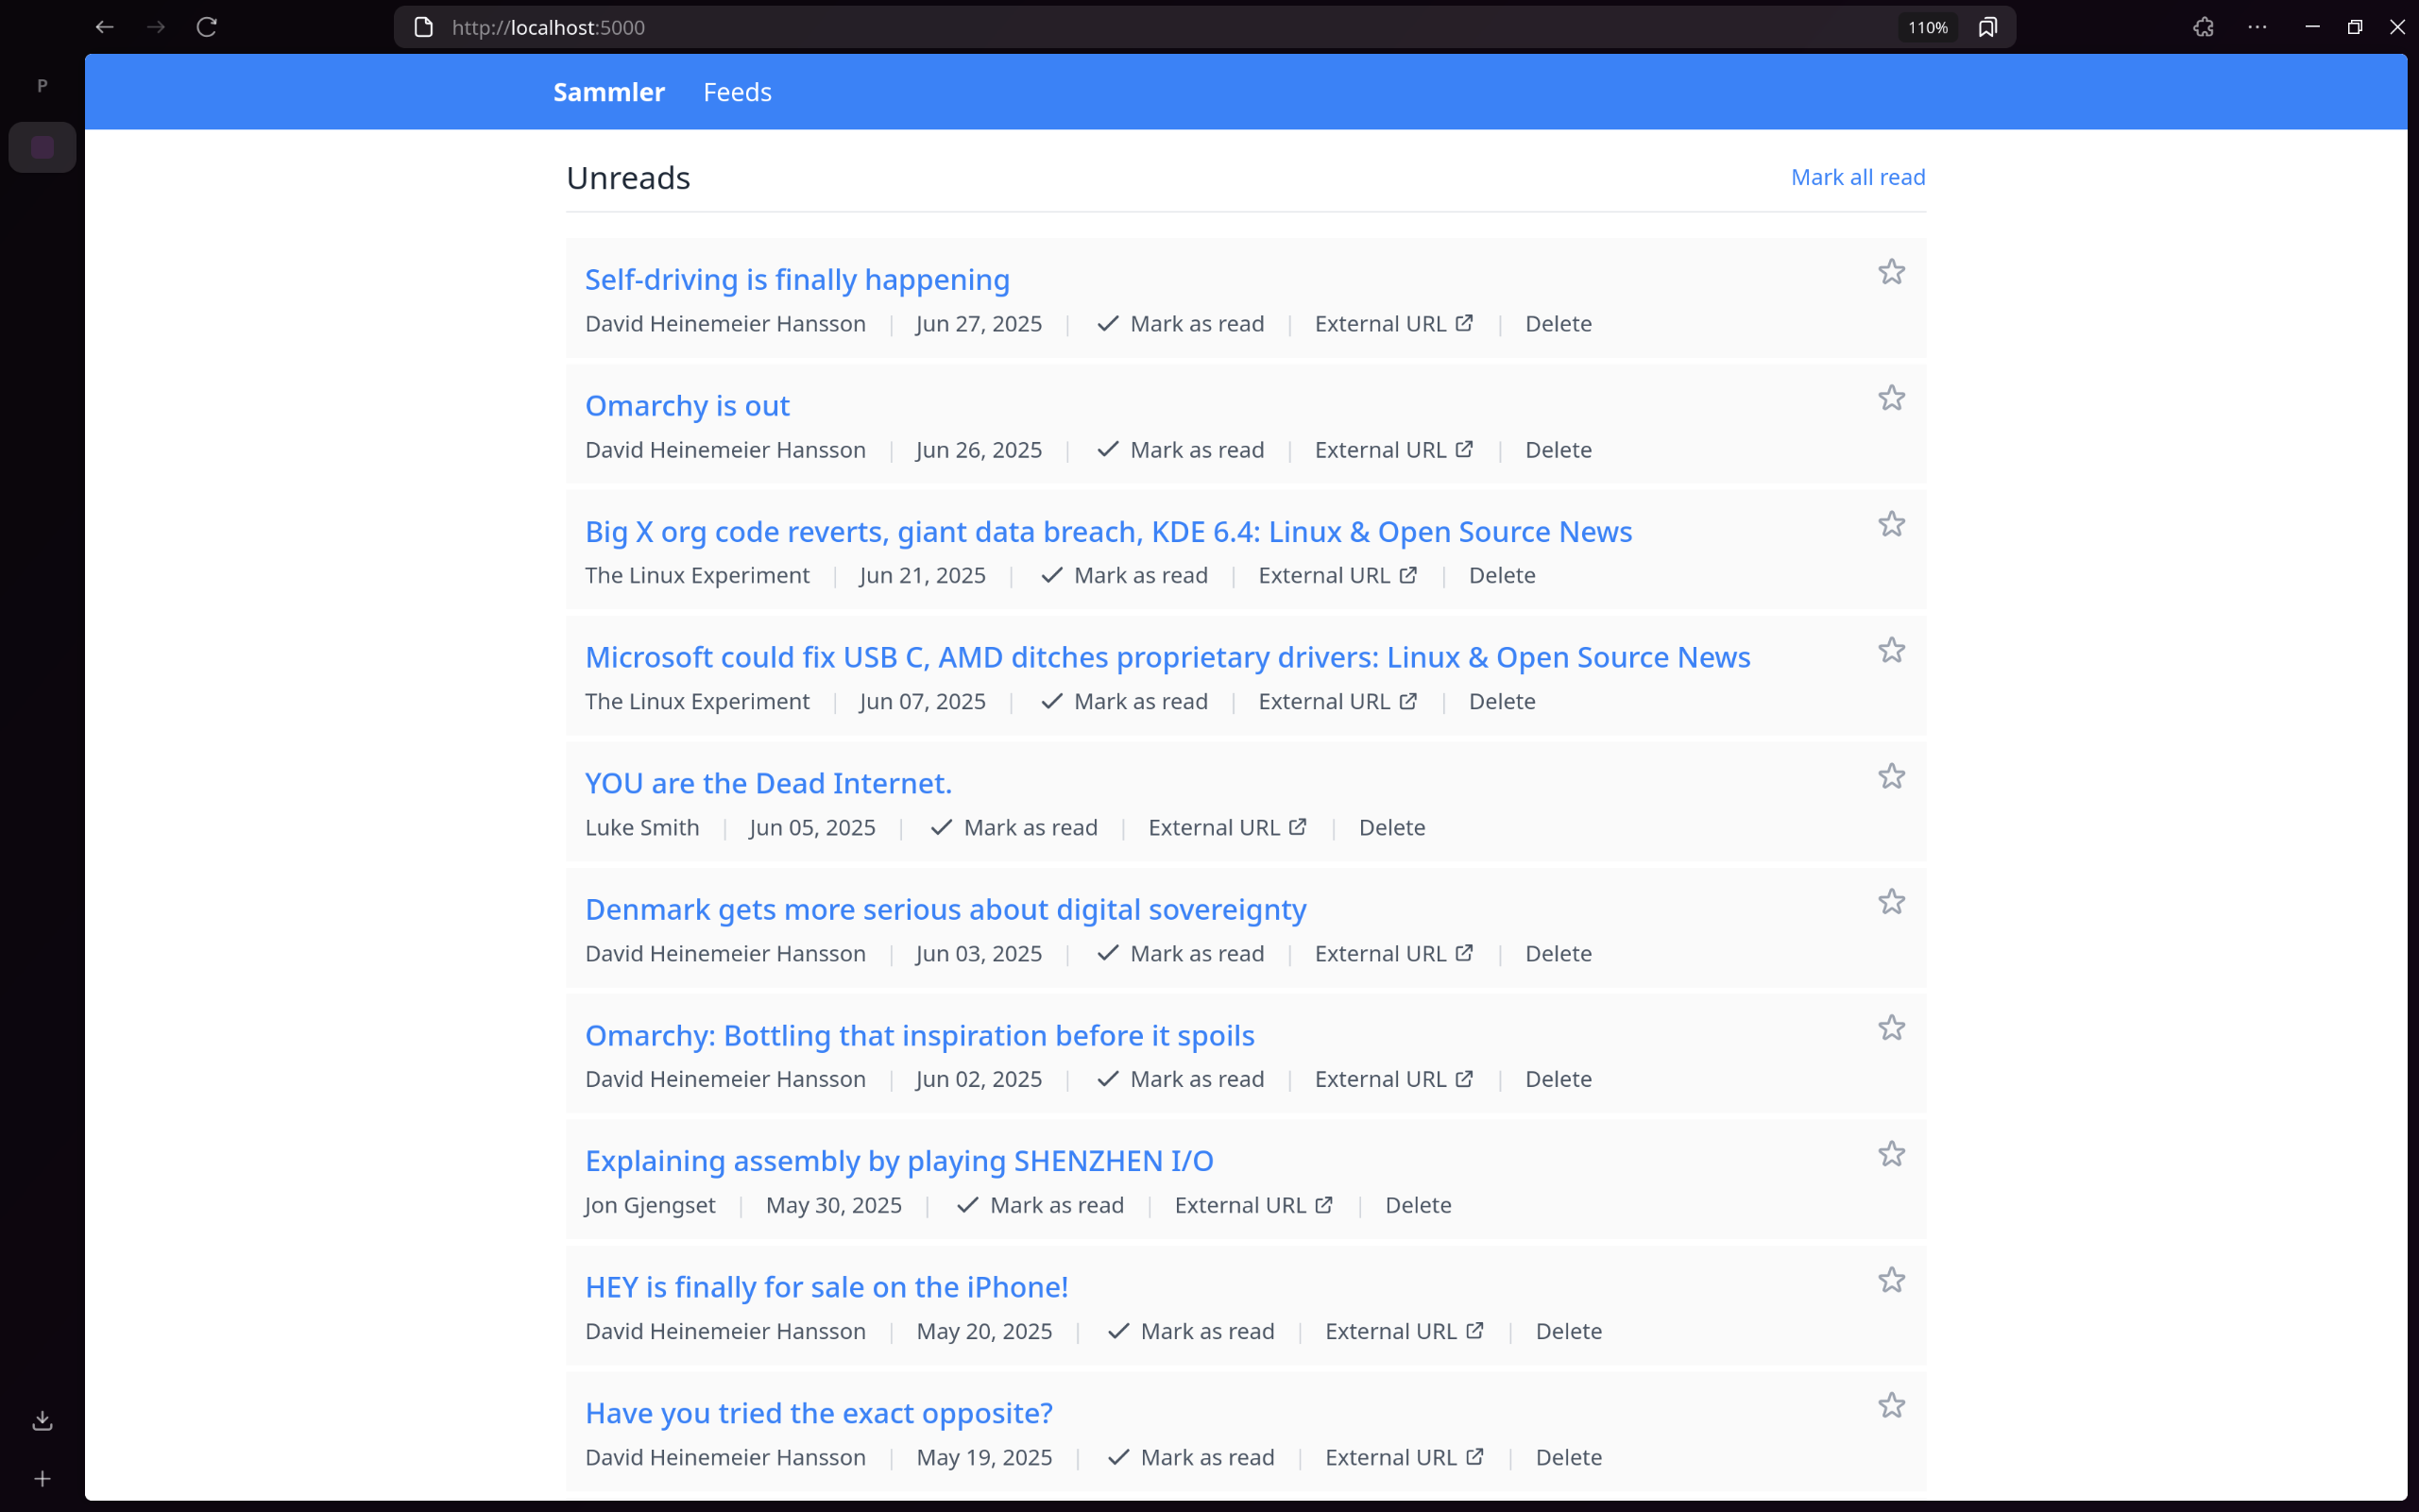 http://localhost:5000 110%
P
Sammler Feeds
Unreads Mark all read
Self-driving is finally happening
David Heinemeier Hansson | Jun 27, 2025 | Mark as read | External URL | Delete
Omarchy is out
David Heinemeier Hansson | Jun 26, 2025 | Mark as read | External URL | Delete
Big X org code reverts, giant data breach, KDE 6.4: Linux & Open Source News
The Linux Experiment | Jun 21, 2025 | Mark as read | External URL | Delete
Microsoft could fix USB C, AMD ditches proprietary drivers: Linux & Open Source News
The Linux Experiment | Jun 07, 2025 | Mark as read | External URL | Delete
YOU are the Dead Internet.
Luke Smith | Jun 05, 2025 | Mark as read | External URL | Delete
Denmark gets more serious about digital sovereignty
David Heinemeier Hansson | Jun 03, 2025 | Mark as read | External URL | Delete
Omarchy: Bottling that inspiration before it spoils
David Heinemeier Hansson | Jun 02, 2025 | Mark as read | External URL | Delete
Explaining assembly by playing SHENZHEN I/O
Jon Gjengset | May 30, 2025 | Mark as read | External URL | Delete
HEY is finally for sale on the iPhone!
David Heinemeier Hansson | May 20, 2025 | Mark as read | External URL | Delete
Have you tried the exact opposite?
David Heinemeier Hansson | May 19, 2025 | Mark as read | External URL | Delete